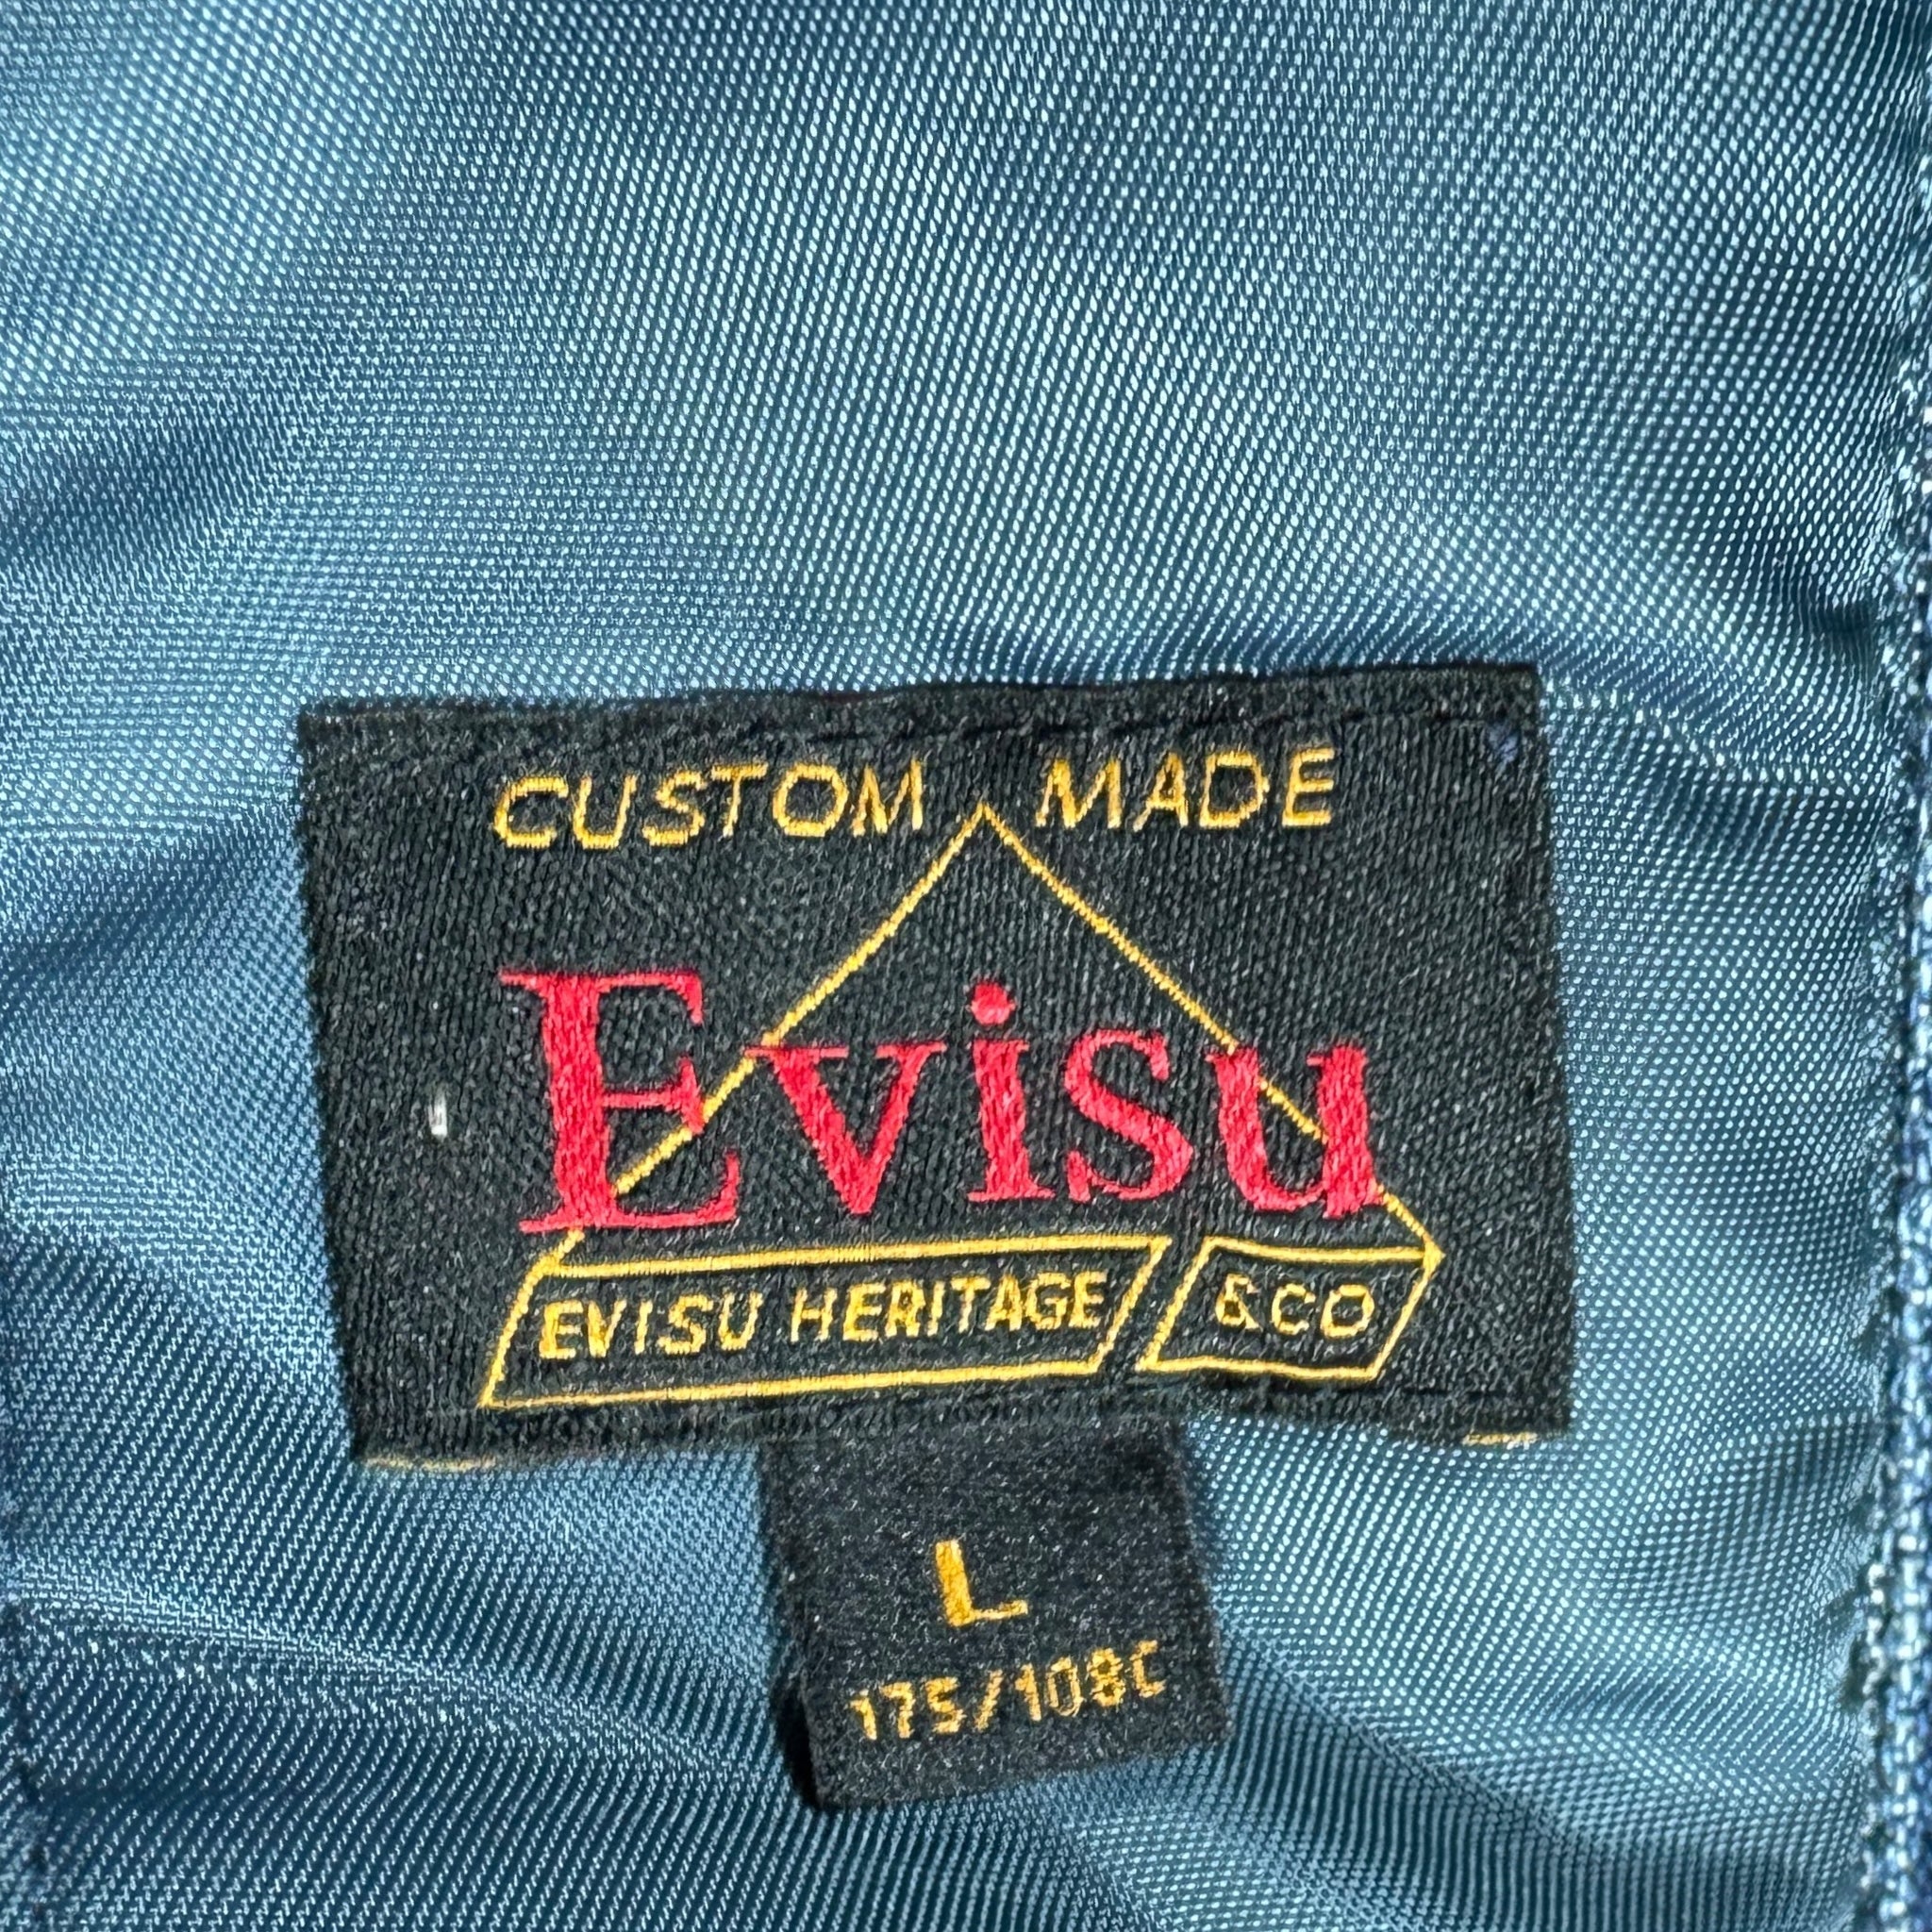 CUSTOM MADE
Evisu
EVISU HERITAGE &CO
L
175/108C